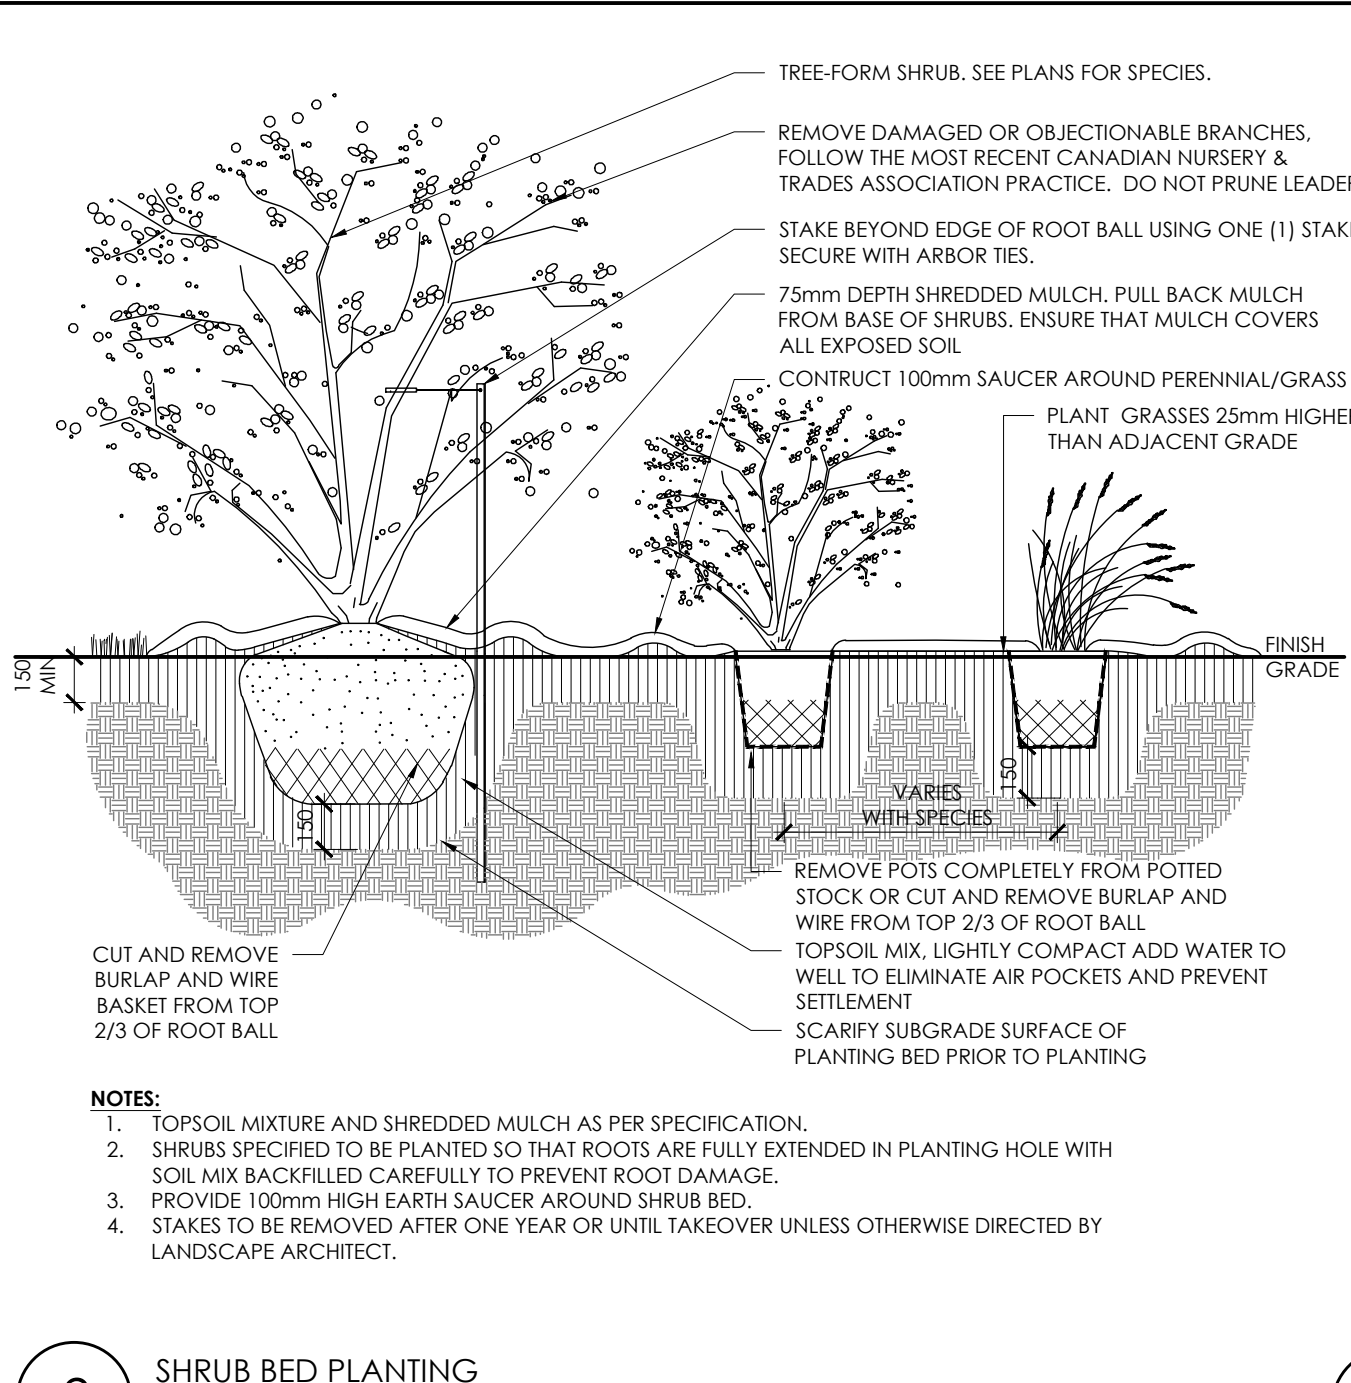 TREE-FORM SHRUB. SEE PLANS FOR SPECIES.
REMOVE DAMAGED OR OBJECTIONABLE BRANCHES,
FOLLOW THE MOST RECENT CANADIAN NURSERY &
TRADES ASSOCIATION PRACTICE. DO NOT PRUNE LEADER
STAKE BEYOND EDGE OF ROOT BALL USING ONE (1) STAKE
SECURE WITH ARBOR TIES.
75mm DEPTH SHREDDED MULCH. PULL BACK MULCH
FROM BASE OF SHRUBS. ENSURE THAT MULCH COVERS
ALL EXPOSED SOIL
CONTRUCT 100mm SAUCER AROUND PERENNIAL/GRASS
PLANT GRASSES 25mm HIGHER
THAN ADJACENT GRADE
FINISH
GRADE
150
MIN
150
150
VARIES
WITH SPECIES
REMOVE POTS COMPLETELY FROM POTTED
STOCK OR CUT AND REMOVE BURLAP AND
WIRE FROM TOP 2/3 OF ROOT BALL
TOPSOIL MIX, LIGHTLY COMPACT ADD WATER TO
WELL TO ELIMINATE AIR POCKETS AND PREVENT
SETTLEMENT
SCARIFY SUBGRADE SURFACE OF
PLANTING BED PRIOR TO PLANTING
CUT AND REMOVE
BURLAP AND WIRE
BASKET FROM TOP
2/3 OF ROOT BALL
NOTES:
1. TOPSOIL MIXTURE AND SHREDDED MULCH AS PER SPECIFICATION.
2. SHRUBS SPECIFIED TO BE PLANTED SO THAT ROOTS ARE FULLY EXTENDED IN PLANTING HOLE WITH
SOIL MIX BACKFILLED CAREFULLY TO PREVENT ROOT DAMAGE.
3. PROVIDE 100mm HIGH EARTH SAUCER AROUND SHRUB BED.
4. STAKES TO BE REMOVED AFTER ONE YEAR OR UNTIL TAKEOVER UNLESS OTHERWISE DIRECTED BY
LANDSCAPE ARCHITECT.
SHRUB BED PLANTING